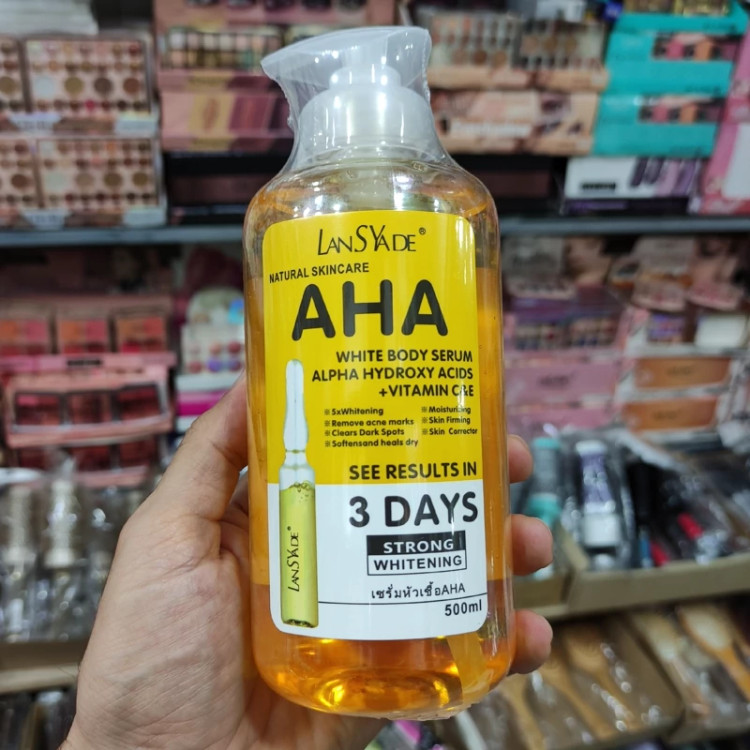 LANSYADE®
NATURAL SKINCARE
AHA
WHITE BODY SERUM
ALPHA HYDROXY ACIDS
+VITAMIN C&E
※5xWhitening ※Moisturizing
※Remove acne marks ※Skin Firming
※Clears Dark Spots ※Skin Corrector
※Softensand heals dry
SEE RESULTS IN
3 DAYS
STRONG
WHITENING
เซรั่มหัวเชื้อAHA
500ml
LANSYADE®